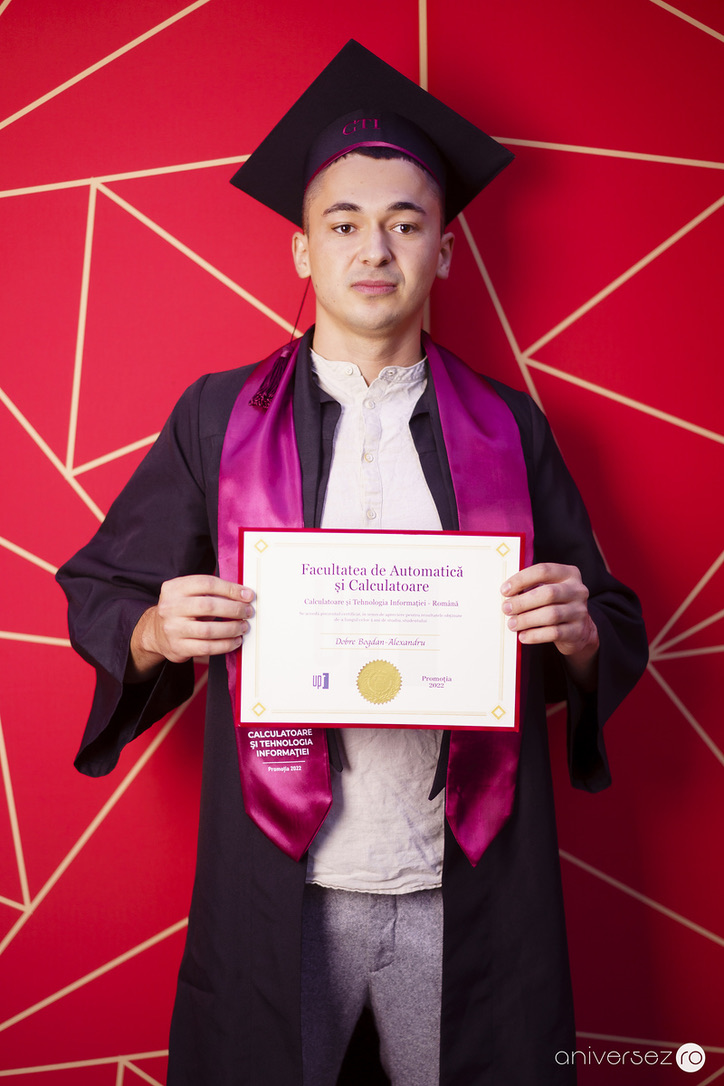 CTI
Facultatea de Automatică
și Calculatoare
Calculatoare și Tehnologia Informației - Română
Dobre Bogdan-Alexandru
Promoția
2022
CALCULATOARE
ȘI TEHNOLOGIA
INFORMAȚIEI
Promoția 2022
aniversez ro